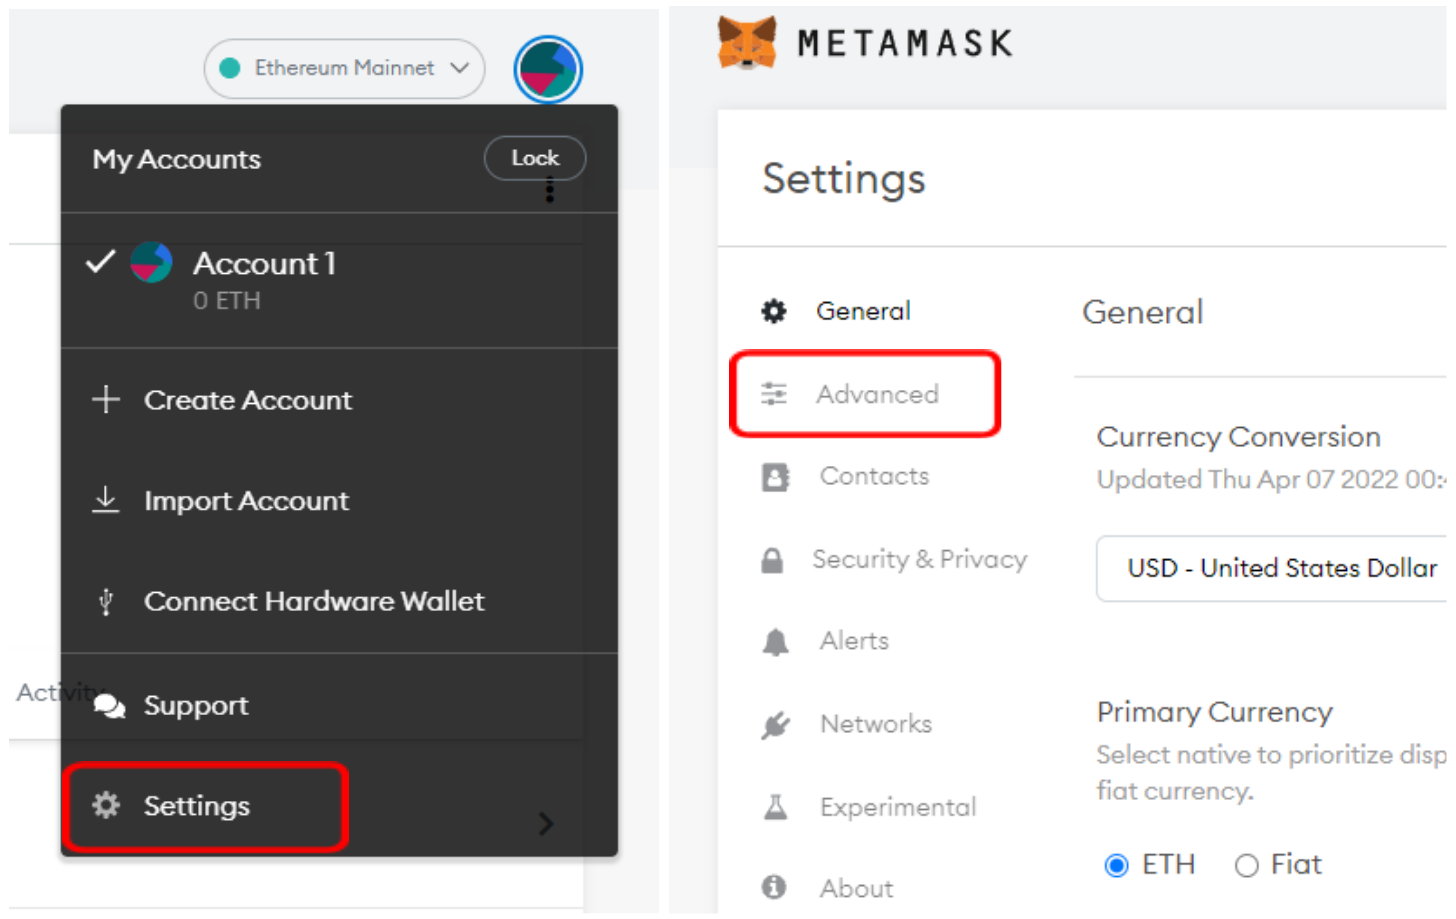 Ethereum Mainnet
My Accounts
Lock
Account 1
0 ETH
Create Account
Import Account
Connect Hardware Wallet
Activity
Support
Settings
METAMASK
Settings
General
Advanced
Contacts
Security & Privacy
Alerts
Networks
Experimental
About
General
Currency Conversion
Updated Thu Apr 07 2022 00:4
USD - United States Dollar
Primary Currency
Select native to prioritize disp
fiat currency.
ETH
Fiat